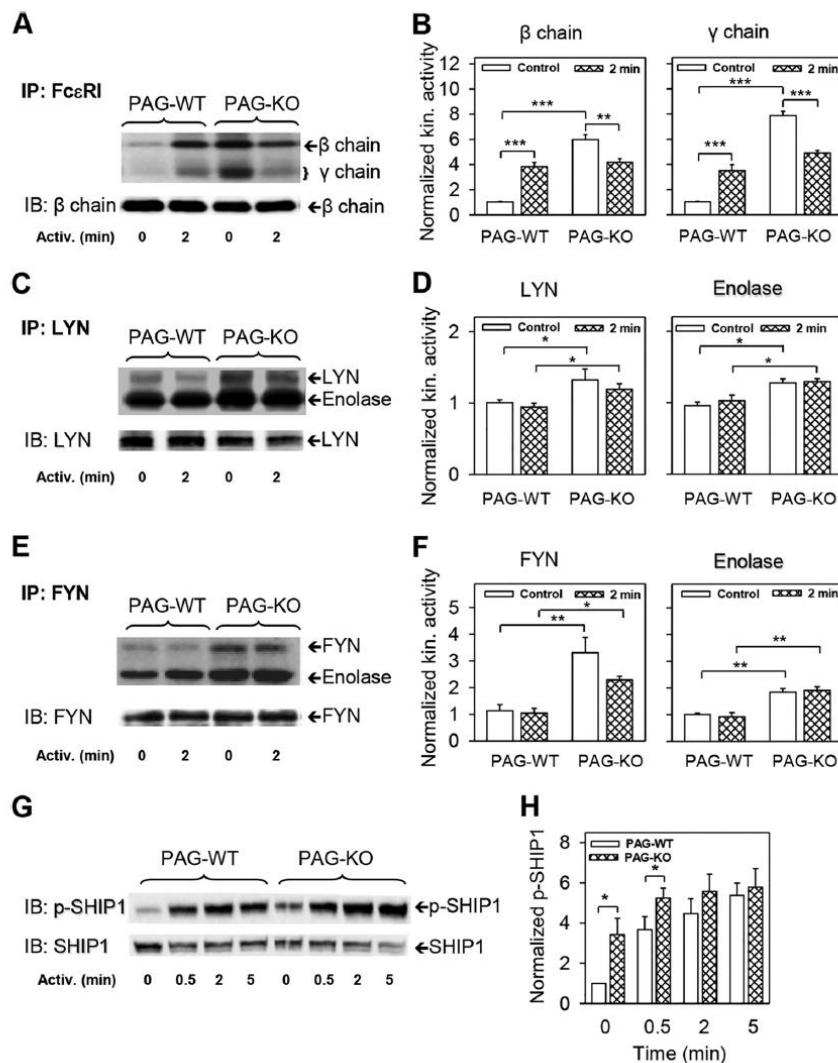 A
IP: FcεRI
PAG-WT PAG-KO
←β chain
} γ chain
IB: β chain ←β chain
Activ. (min) 0 2 0 2
B
β chain γ chain
Normalized kin. activity
12
10
8
6
4
2
0
Control 2 min Control 2 min
*** ** *** *** *** ***
PAG-WT PAG-KO PAG-WT PAG-KO
C
IP: LYN
PAG-WT PAG-KO
←LYN
←Enolase
IB: LYN ←LYN
Activ. (min) 0 2 0 2
D
LYN Enolase
Normalized kin. activity
2
1
0
Control 2 min Control 2 min
* * * *
PAG-WT PAG-KO PAG-WT PAG-KO
E
IP: FYN
PAG-WT PAG-KO
←FYN
←Enolase
IB: FYN ←FYN
Activ. (min) 0 2 0 2
F
FYN Enolase
Normalized kin. activity
5
4
3
2
1
0
Control 2 min Control 2 min
* ** ** **
PAG-WT PAG-KO PAG-WT PAG-KO
G
PAG-WT PAG-KO
IB: p-SHIP1 ←p-SHIP1
IB: SHIP1 ←SHIP1
Activ. (min) 0 0.5 2 5 0 0.5 2 5
H
Normalized p-SHIP1
8
6
4
2
0
PAG-WT
PAG-KO
* *
0 0.5 2 5
Time (min)